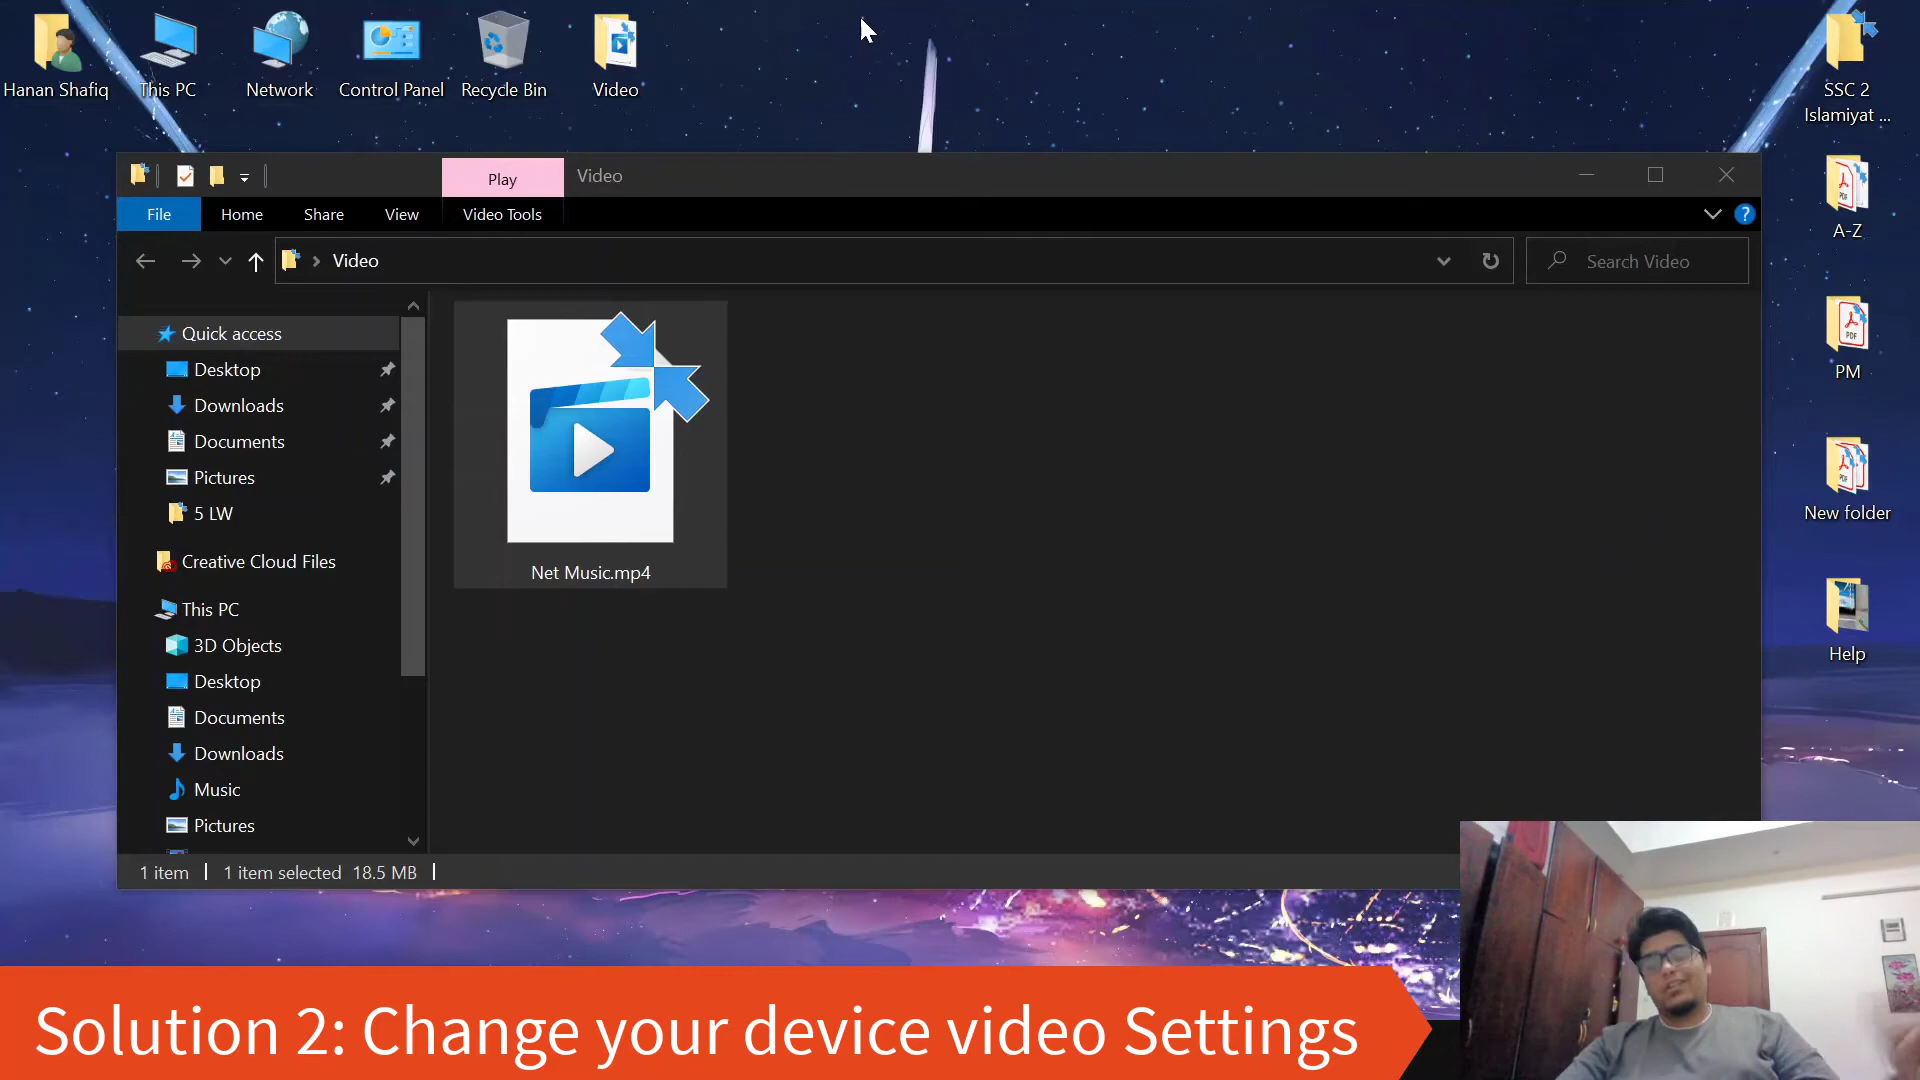 Hanan Shafiq
This PC
Network
Control Panel
Recycle Bin
Video
SSC 2
Islamiyat ...
A-Z
PM
New folder
Help
Play
Video
File
Home
Share
View
Video Tools
Video
Search Video
Quick access
Desktop
Downloads
Documents
Pictures
5 LW
Creative Cloud Files
This PC
3D Objects
Desktop
Documents
Downloads
Music
Pictures
Net Music.mp4
1 item
1 item selected 18.5 MB
Solution 2: Change your device video Settings